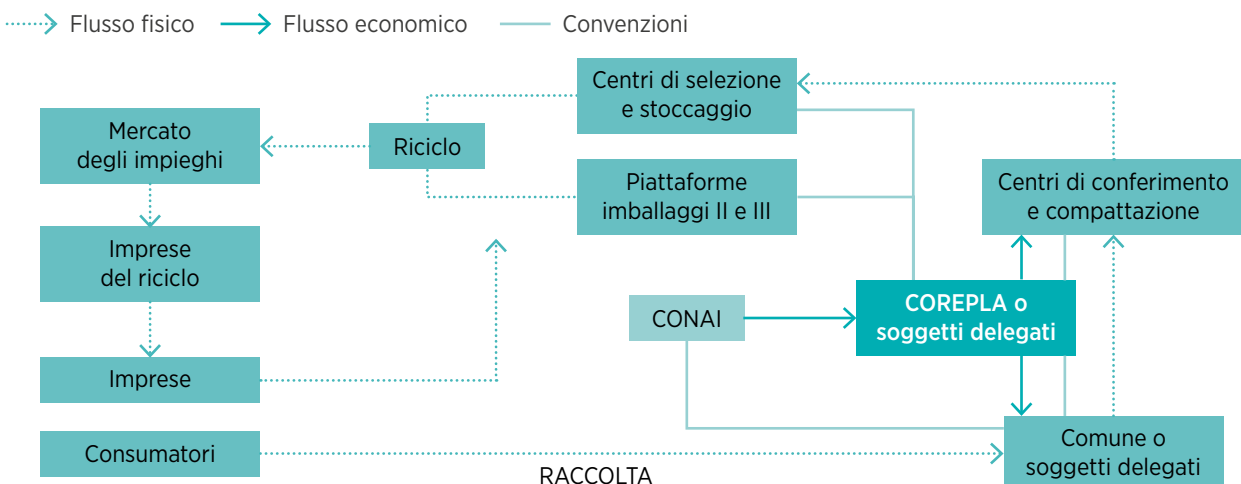 Flusso fisico
Flusso economico
Convenzioni
Centri di selezione
e stoccaggio
Mercato
degli impieghi
Riciclo
Piattaforme
imballaggi II e III
Centri di conferimento
e compattazione
Imprese
del riciclo
CONAI
COREPLA o
soggetti delegati
Imprese
Consumatori
RACCOLTA
Comune o
soggetti delegati